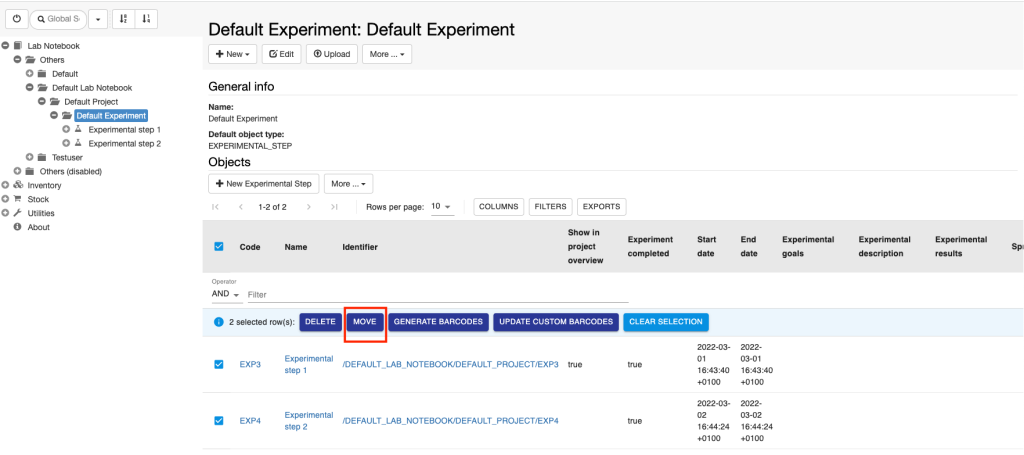 Global S
Default Experiment: Default Experiment
New
Edit
Upload
More ...
Lab Notebook
Others
Default
Default Lab Notebook
Default Project
Default Experiment
Experimental step 1
Experimental step 2
Testuser
Others (disabled)
Inventory
Stock
Utilities
About
General info
Name:
Default Experiment
Default object type:
EXPERIMENTAL_STEP
Objects
New Experimental Step
More ...
1-2 of 2
Rows per page: 10
COLUMNS
FILTERS
EXPORTS
Code
Name
Identifier
Show in
project
overview
Experiment
completed
Start
date
End
date
Experimental
goals
Experimental
description
Experimental
results
Spr
Operator
AND
Filter
2 selected row(s):
DELETE
MOVE
GENERATE BARCODES
UPDATE CUSTOM BARCODES
CLEAR SELECTION
EXP3
Experimental
step 1
/DEFAULT_LAB_NOTEBOOK/DEFAULT_PROJECT/EXP3
true
true
2022-03-
01
16:43:40
+0100
2022-
03-01
16:43:40
+0100
EXP4
Experimental
step 2
/DEFAULT_LAB_NOTEBOOK/DEFAULT_PROJECT/EXP4
true
2022-03-
02
16:44:24
+0100
2022-
03-02
16:44:24
+0100